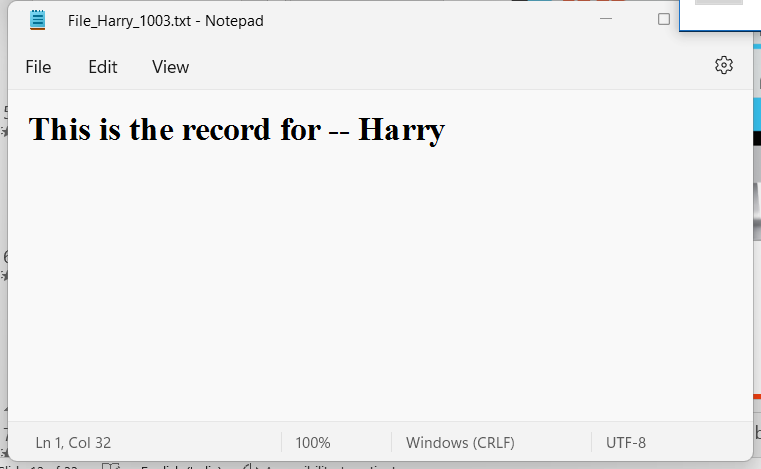 File_Harry_1003.txt - Notepad
File Edit View
This is the record for -- Harry
Ln 1, Col 32 100% Windows (CRLF) UTF-8